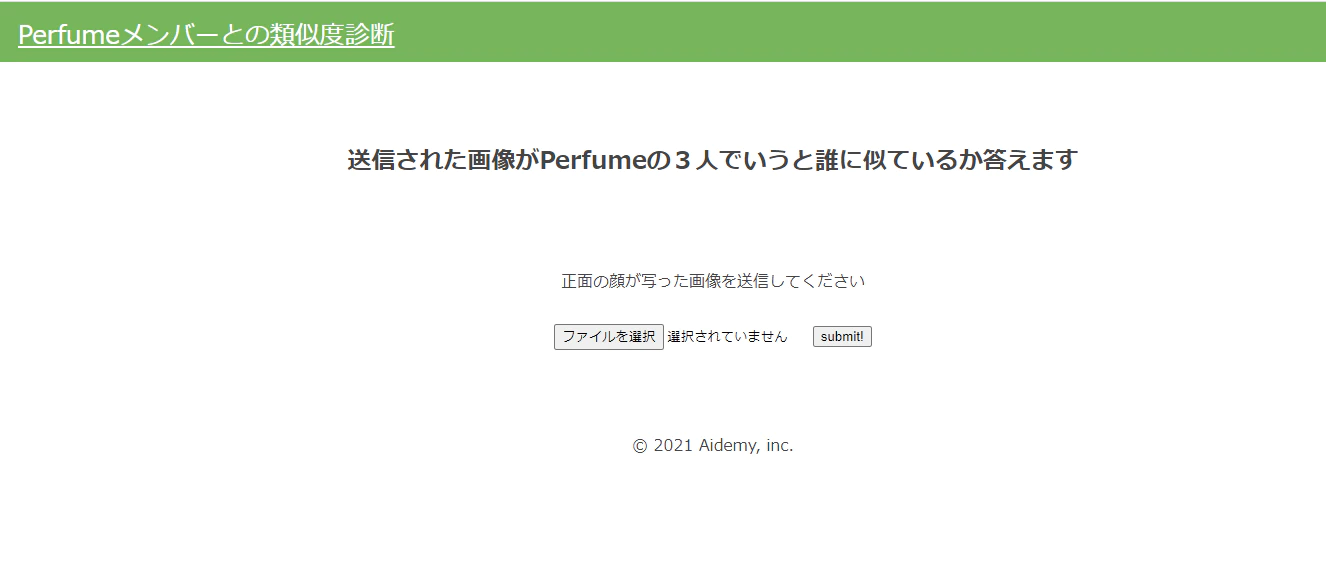 Perfumeメンバーとの類似度診断
送信された画像がPerfumeの３人でいうと誰に似ているか答えます
正面の顔が写った画像を送信してください
ファイルを選択 選択されていません submit!
© 2021 Aidemy, inc.